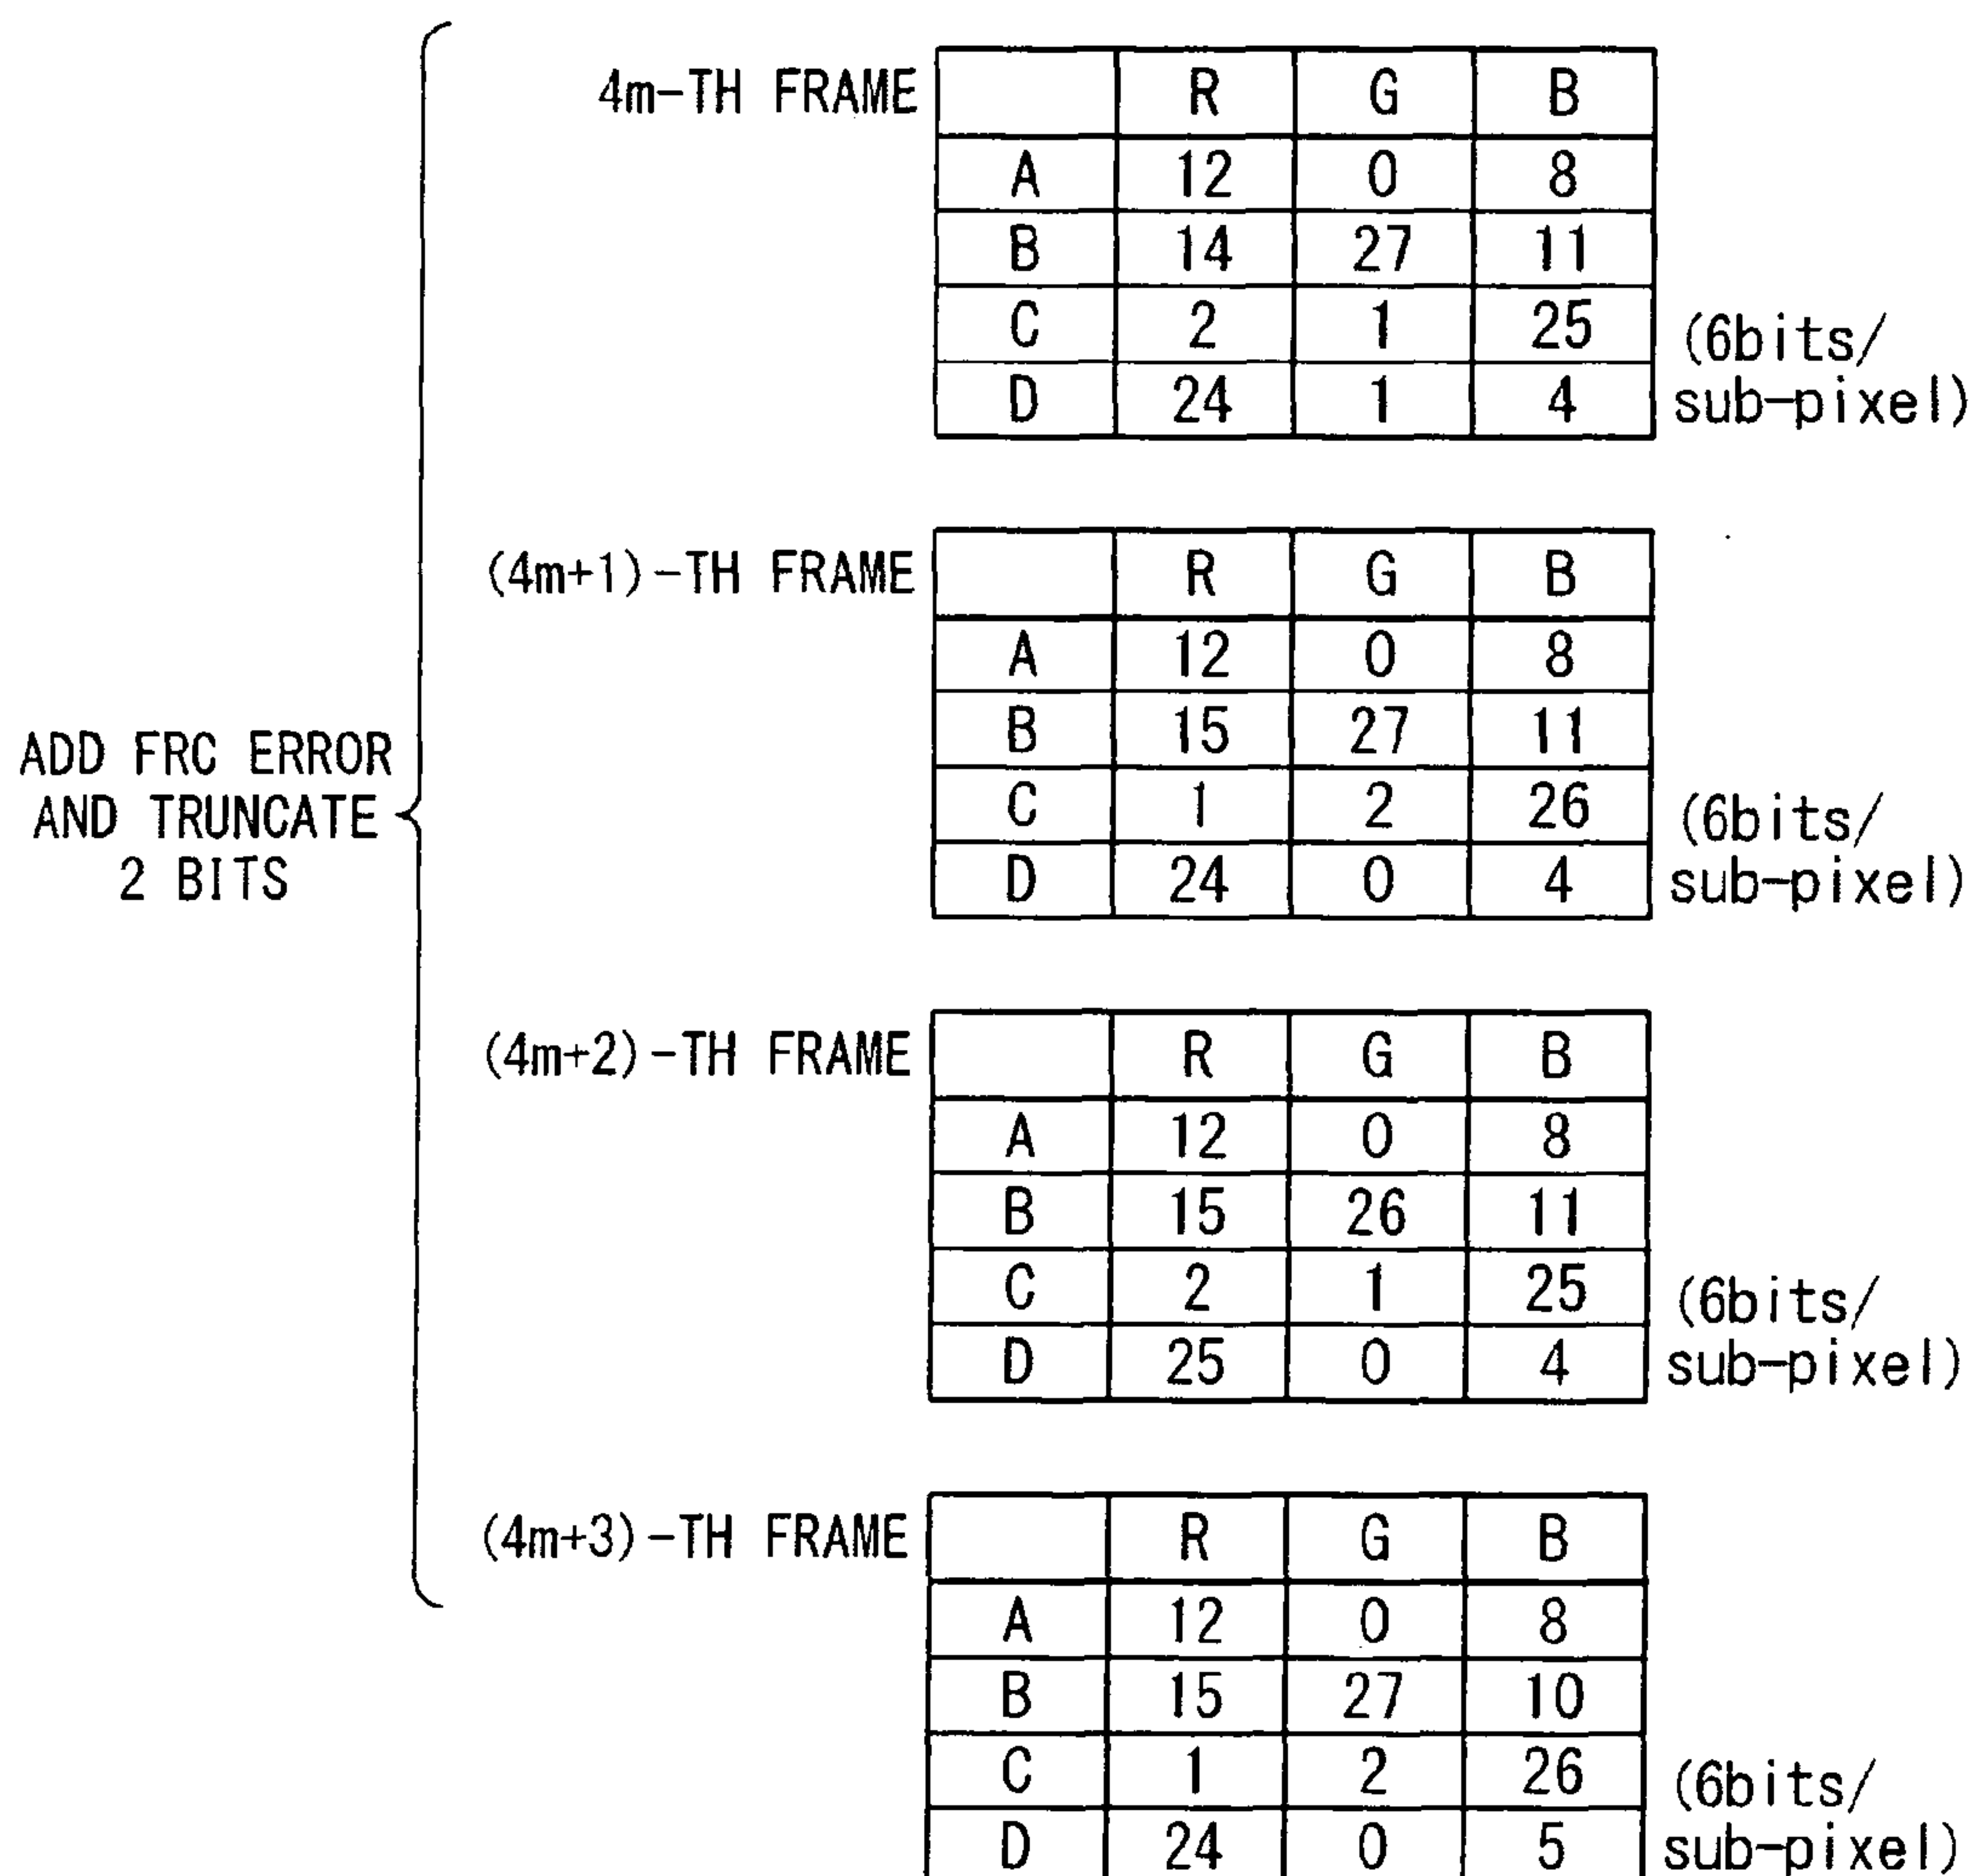 4m-TH FRAME
R G B
A 12 0 8
B 14 27 11
C 2 1 25
D 24 1 4
(6bits/
sub-pixel)
(4m+1)-TH FRAME
R G B
A 12 0 8
B 15 27 11
C 1 2 26
D 24 0 4
(6bits/
sub-pixel)
ADD FRC ERROR
AND TRUNCATE
2 BITS
(4m+2)-TH FRAME
R G B
A 12 0 8
B 15 26 11
C 2 1 25
D 25 0 4
(6bits/
sub-pixel)
(4m+3)-TH FRAME
R G B
A 12 0 8
B 15 27 10
C 1 2 26
D 24 0 5
(6bits/
sub-pixel)